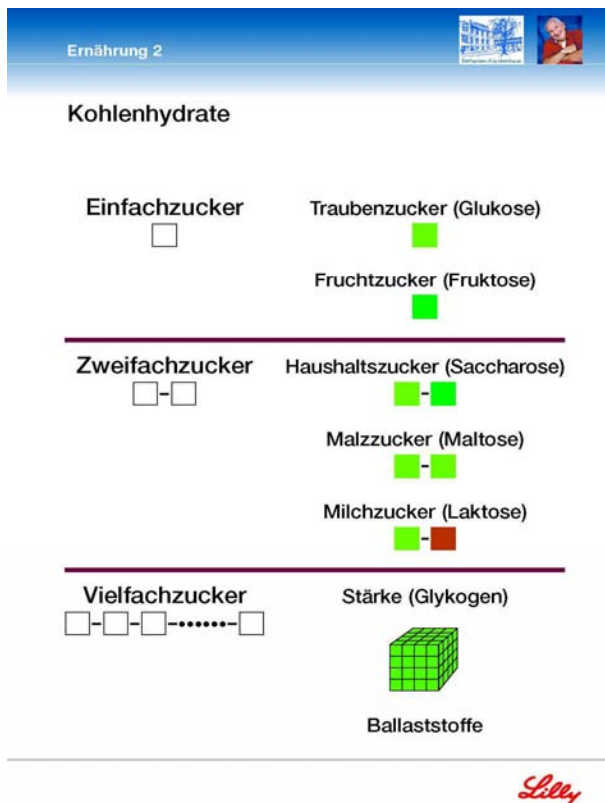 Ernährung 2
Kohlenhydrate
Einfachzucker
Traubenzucker (Glukose)
Fruchtzucker (Fruktose)
Zweifachzucker
Haushaltszucker (Saccharose)
Malzzucker (Maltose)
Milchzucker (Laktose)
Vielfachzucker
Stärke (Glykogen)
Ballaststoffe
Lilly